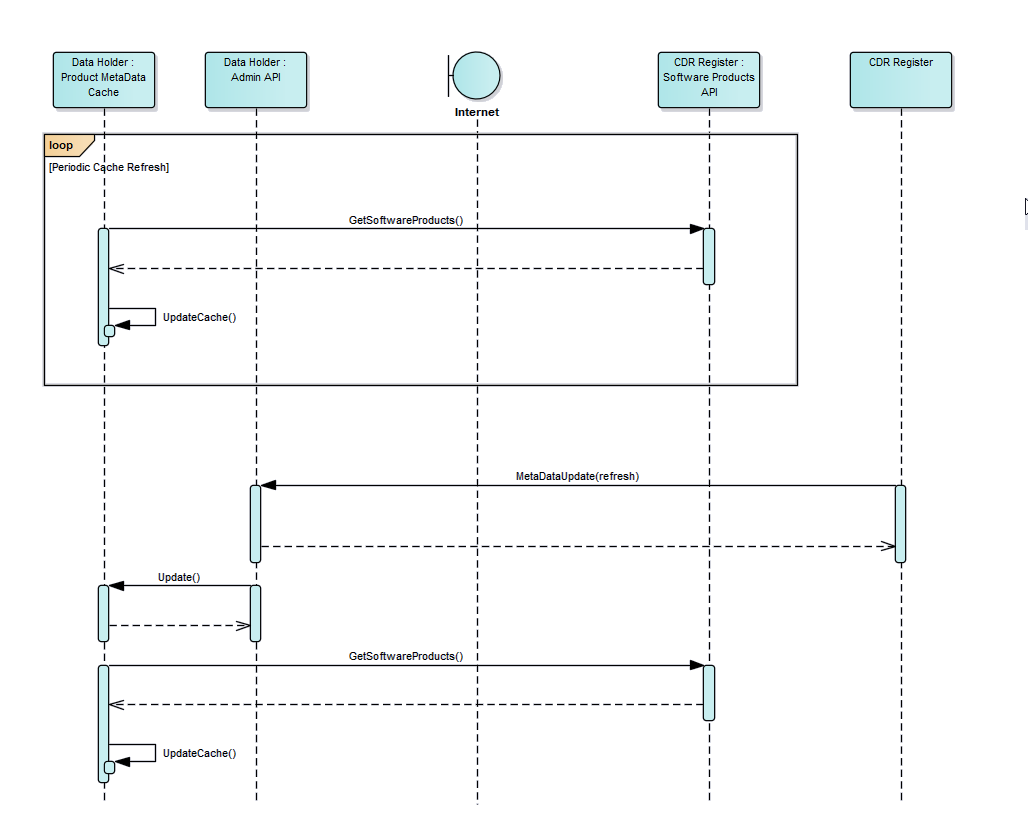 Data Holder :
Product MetaData
Cache
Data Holder :
Admin API
Internet
CDR Register :
Software Products
API
CDR Register
loop
[Periodic Cache Refresh]
GetSoftwareProducts()
UpdateCache()
MetaDataUpdate(refresh)
Update()
GetSoftwareProducts()
UpdateCache()